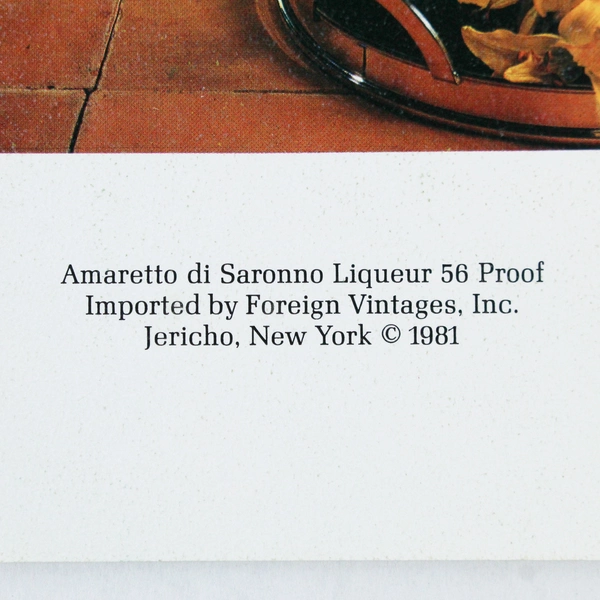 Amaretto di Saronno Liqueur 56 Proof
Imported by Foreign Vintages, Inc.
Jericho, New York © 1981